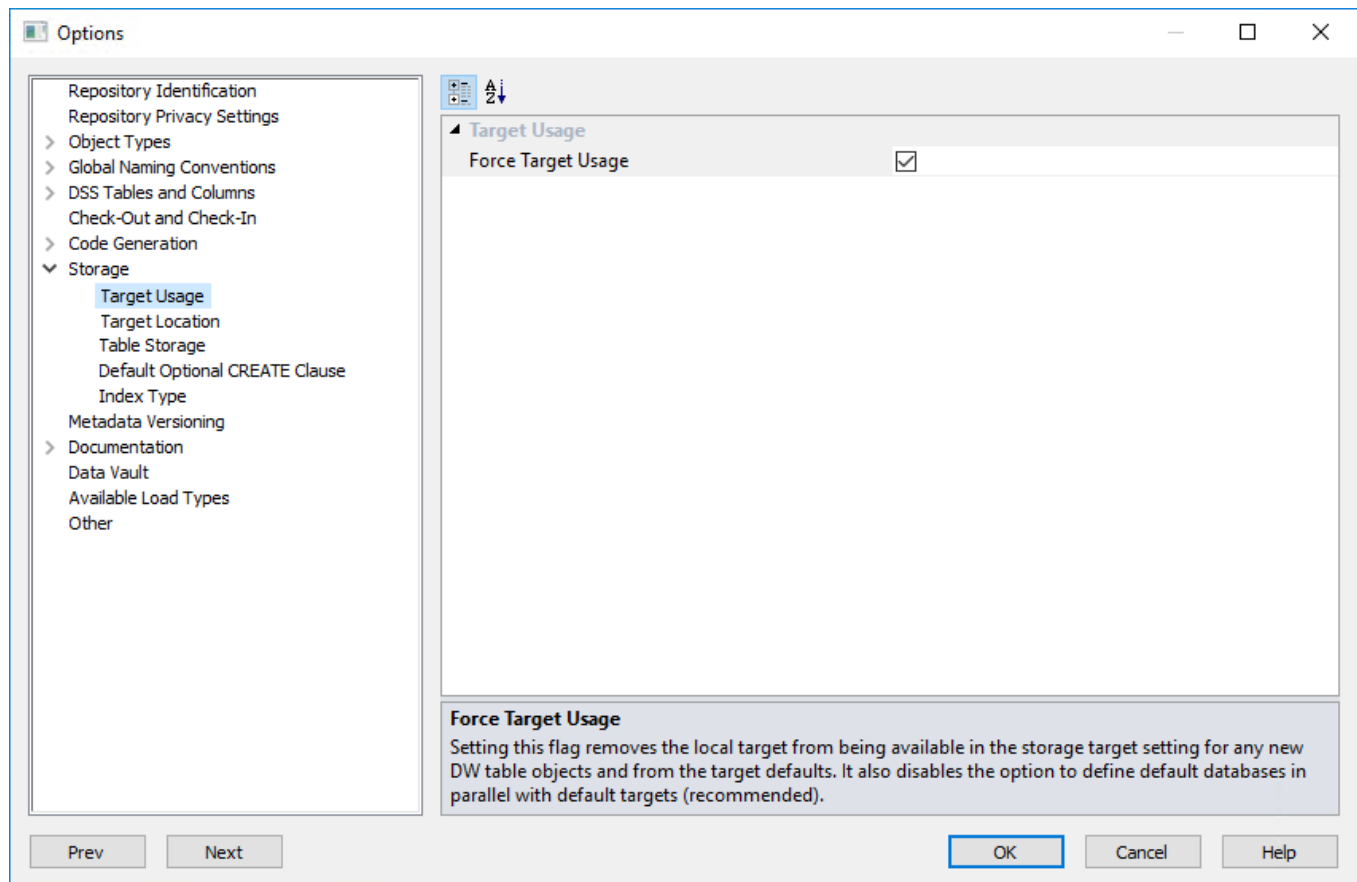 Options
Repository Identification
Repository Privacy Settings
Object Types
Global Naming Conventions
DSS Tables and Columns
Check-Out and Check-In
Code Generation
Storage
Target Usage
Target Location
Table Storage
Default Optional CREATE Clause
Index Type
Metadata Versioning
Documentation
Data Vault
Available Load Types
Other
Target Usage
Force Target Usage
Force Target Usage
Setting this flag removes the local target from being available in the storage target setting for any new
DW table objects and from the target defaults. It also disables the option to define default databases in
parallel with default targets (recommended).
Prev
Next
OK
Cancel
Help